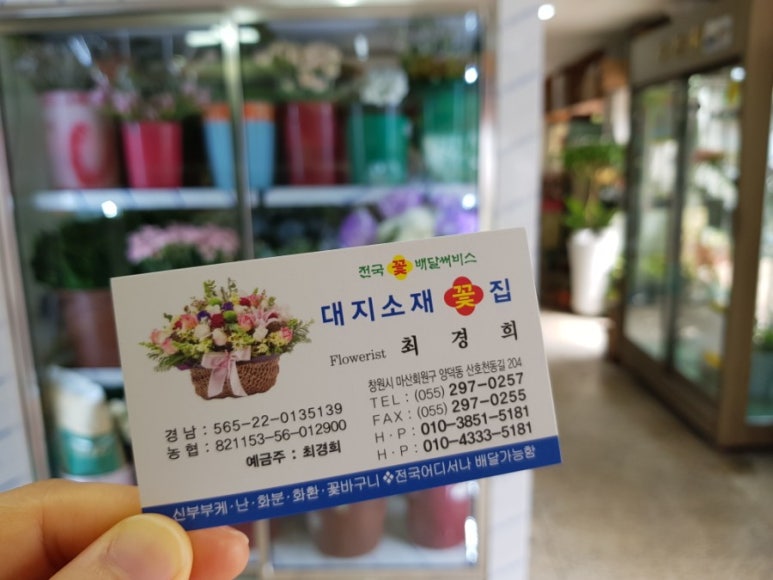 전국 꽃 배달써비스
대지소재 꽃 집
Flowerist 최 경 희
창원시 마산회원구 양덕동 산호천동길 204
TEL : (055) 297-0257
FAX : (055) 297-0255
H · P : 010-3851-5181
H · P : 010-4333-5181
경남 : 565-22-0135139
농협 : 821153-56-012900
예금주 : 최경희
신부부케·난·화분·화환·꽃바구니❖전국어디서나 배달가능함